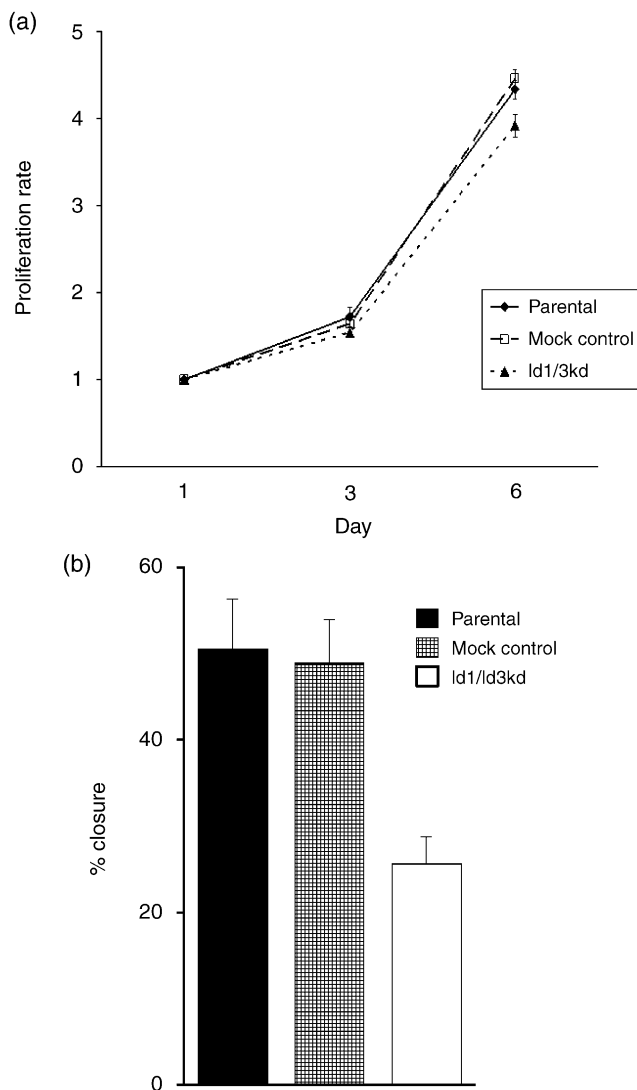 (a)
5
4
3
2
1
0
Proliferation rate
1 3 6
Day
Parental
Mock control
Id1/3kd
(b)
60
40
20
0
% closure
Parental
Mock control
Id1/Id3kd